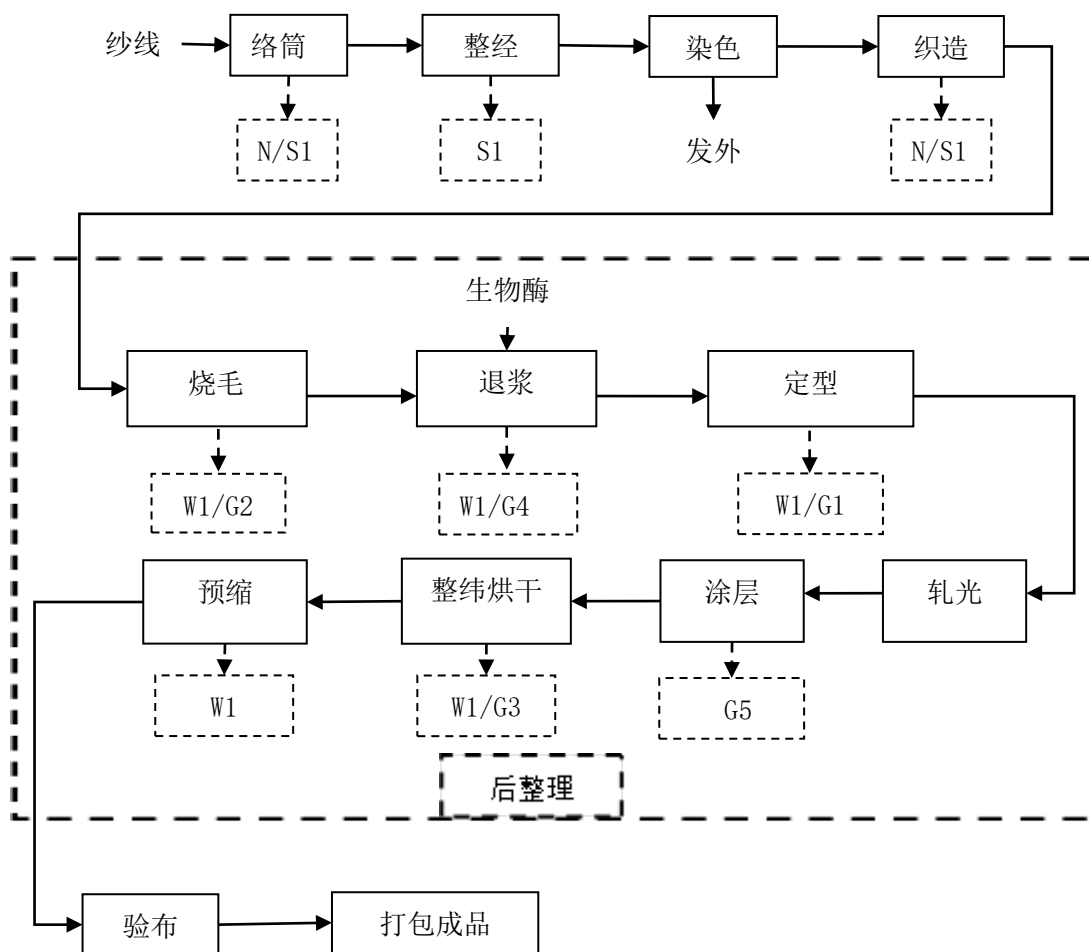 纱线
络筒
整经
染色
织造
N/S1
S1
发外
N/S1
生物酶
烧毛
退浆
定型
W1/G2
W1/G4
W1/G1
预缩
整纬烘干
涂层
轧光
W1
W1/G3
G5
后整理
验布
打包成品